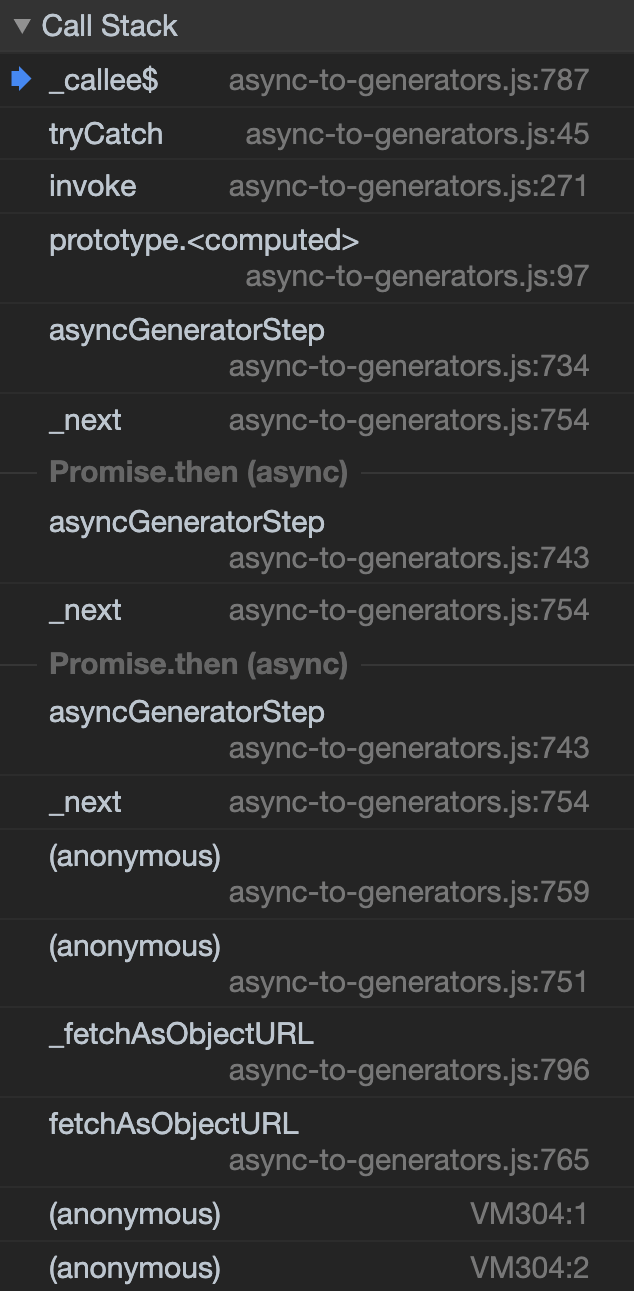 Call Stack
_callee$ async-to-generators.js:787
tryCatch async-to-generators.js:45
invoke async-to-generators.js:271
prototype.<computed>
async-to-generators.js:97
asyncGeneratorStep
async-to-generators.js:734
_next async-to-generators.js:754
Promise.then (async)
asyncGeneratorStep
async-to-generators.js:743
_next async-to-generators.js:754
Promise.then (async)
asyncGeneratorStep
async-to-generators.js:743
_next async-to-generators.js:754
(anonymous)
async-to-generators.js:759
(anonymous)
async-to-generators.js:751
_fetchAsObjectURL
async-to-generators.js:796
fetchAsObjectURL
async-to-generators.js:765
(anonymous) VM304:1
(anonymous) VM304:2